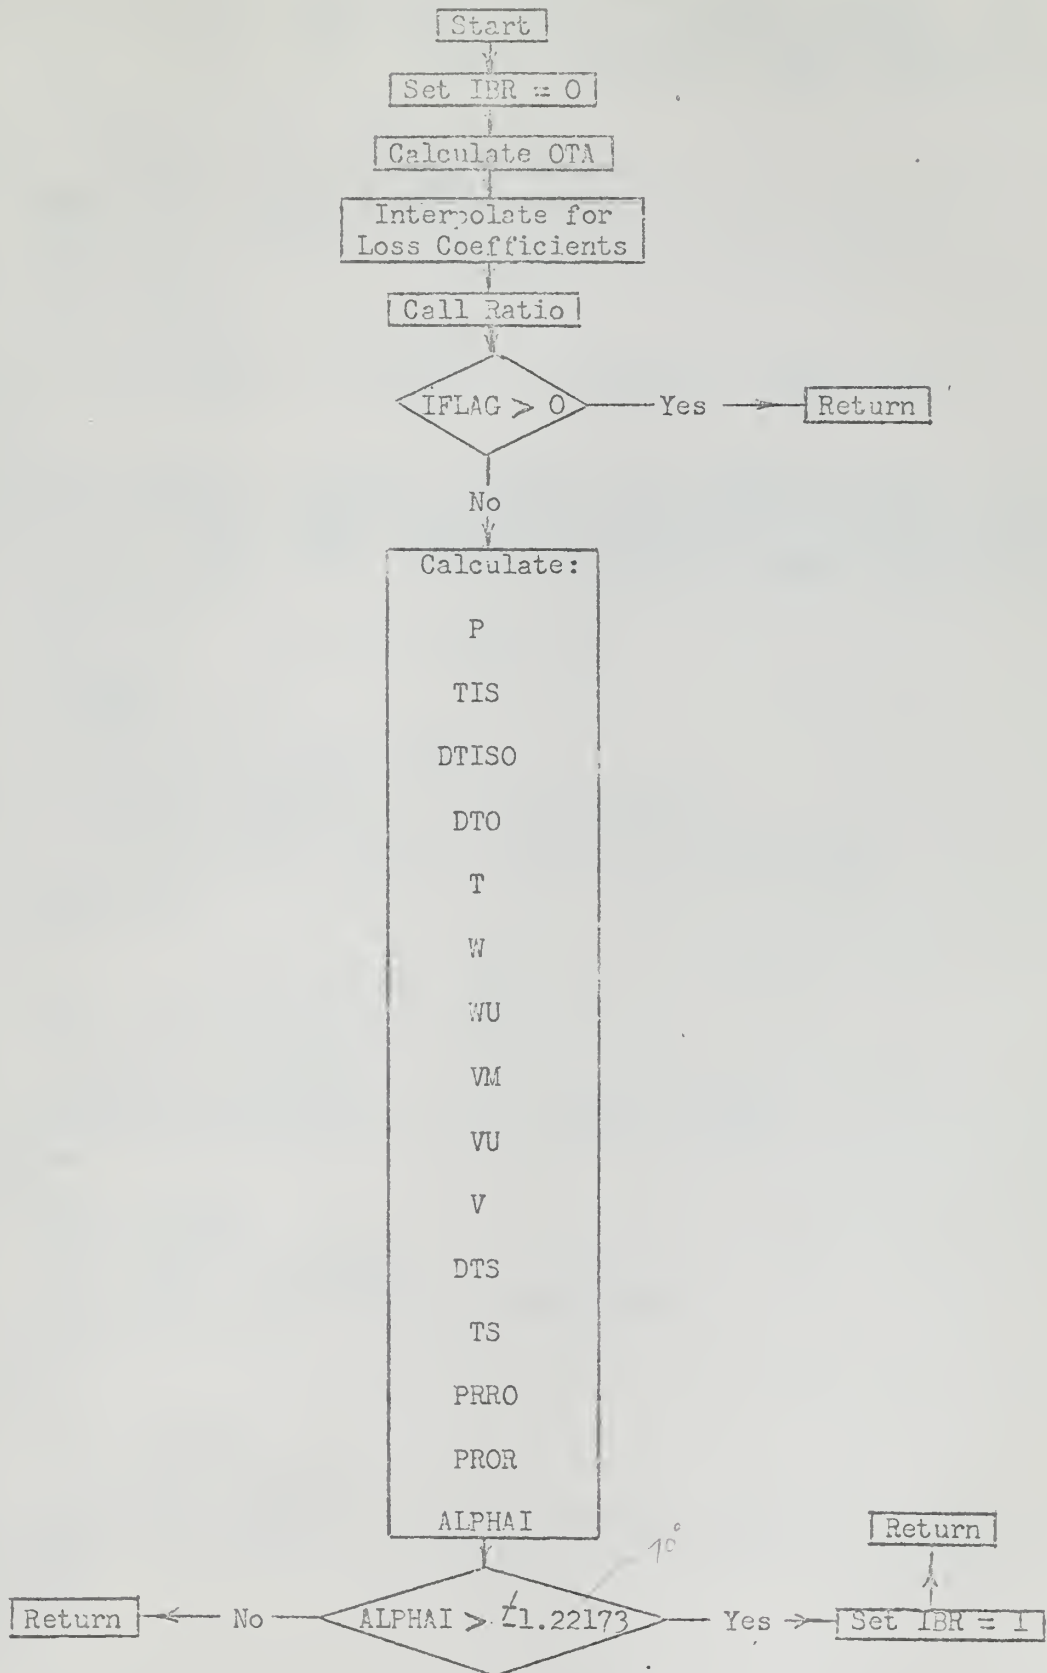 Start
Set IBR = 0
Calculate OTA
Interpolate for
Loss Coefficients
Call Ratio
IFLAG > 0
Yes
Return
No
Calculate:
P
TIS
DTISO
DTO
T
W
WU
VM
VU
V
DTS
TS
PRRO
PROR
ALPHAI
70°
Return
Return
No
ALPHAI > ±1.22173
Yes
Set IBR = 1